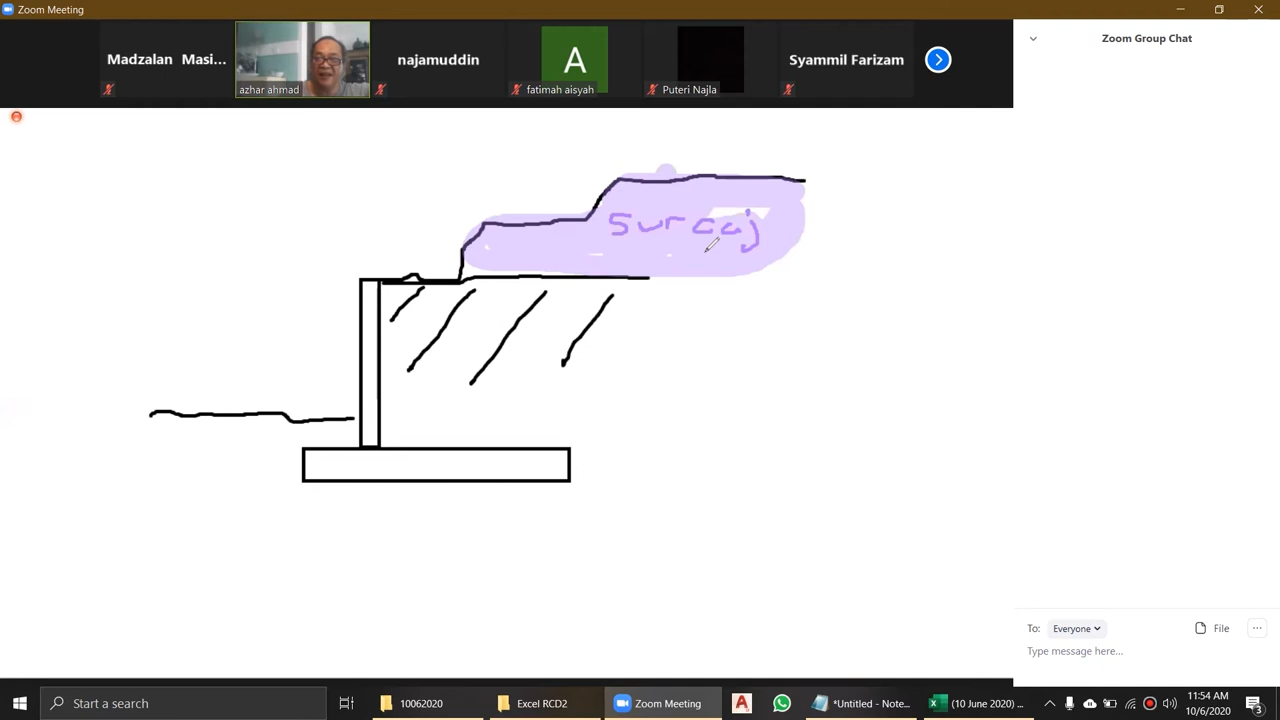 Zoom Meeting
Madzalan Masi...
azhar ahmad
najamuddin
A
fatimah aisyah
Puteri Najla
Syammil Farizam
Zoom Group Chat
Surcaj
To: Everyone
File
Type message here...
Start a search
10062020
Excel RCD2
Zoom Meeting
*Untitled - Note...
(10 June 2020) ...
11:54 AM
10/6/2020
3